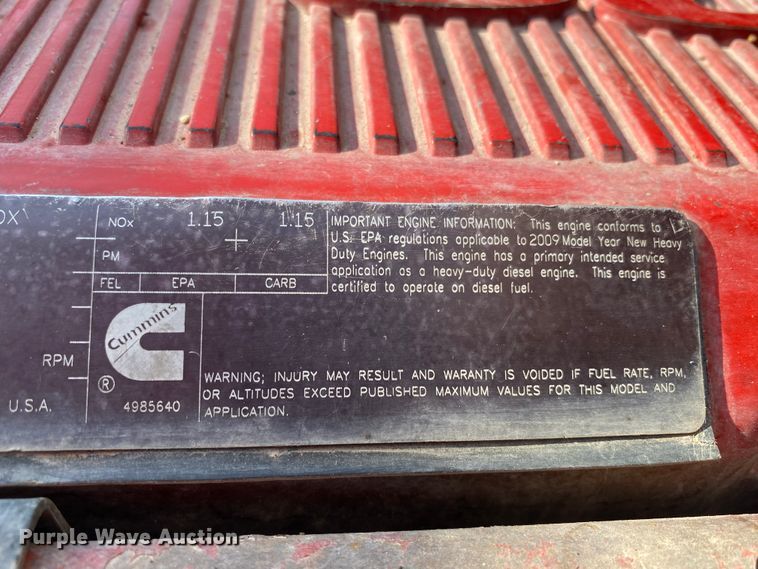 NOx 1.15 1.15
PM
FEL EPA CARB
IMPORTANT ENGINE INFORMATION: This engine conforms to
U.S. EPA regulations applicable to 2009 Model Year New Heavy
Duty Engines. This engine has a primary intended service
application as a heavy-duty diesel engine. This engine is
certified to operate on diesel fuel.
Cummins
®
RPM
U.S.A.
4985640
WARNING; INJURY MAY RESULT AND WARANTY IS VOIDED IF FUEL RATE, RPM,
OR ALTITUDES EXCEED PUBLISHED MAXIMUM VALUES FOR THIS MODEL AND
APPLICATION.
Purple Wave Auction